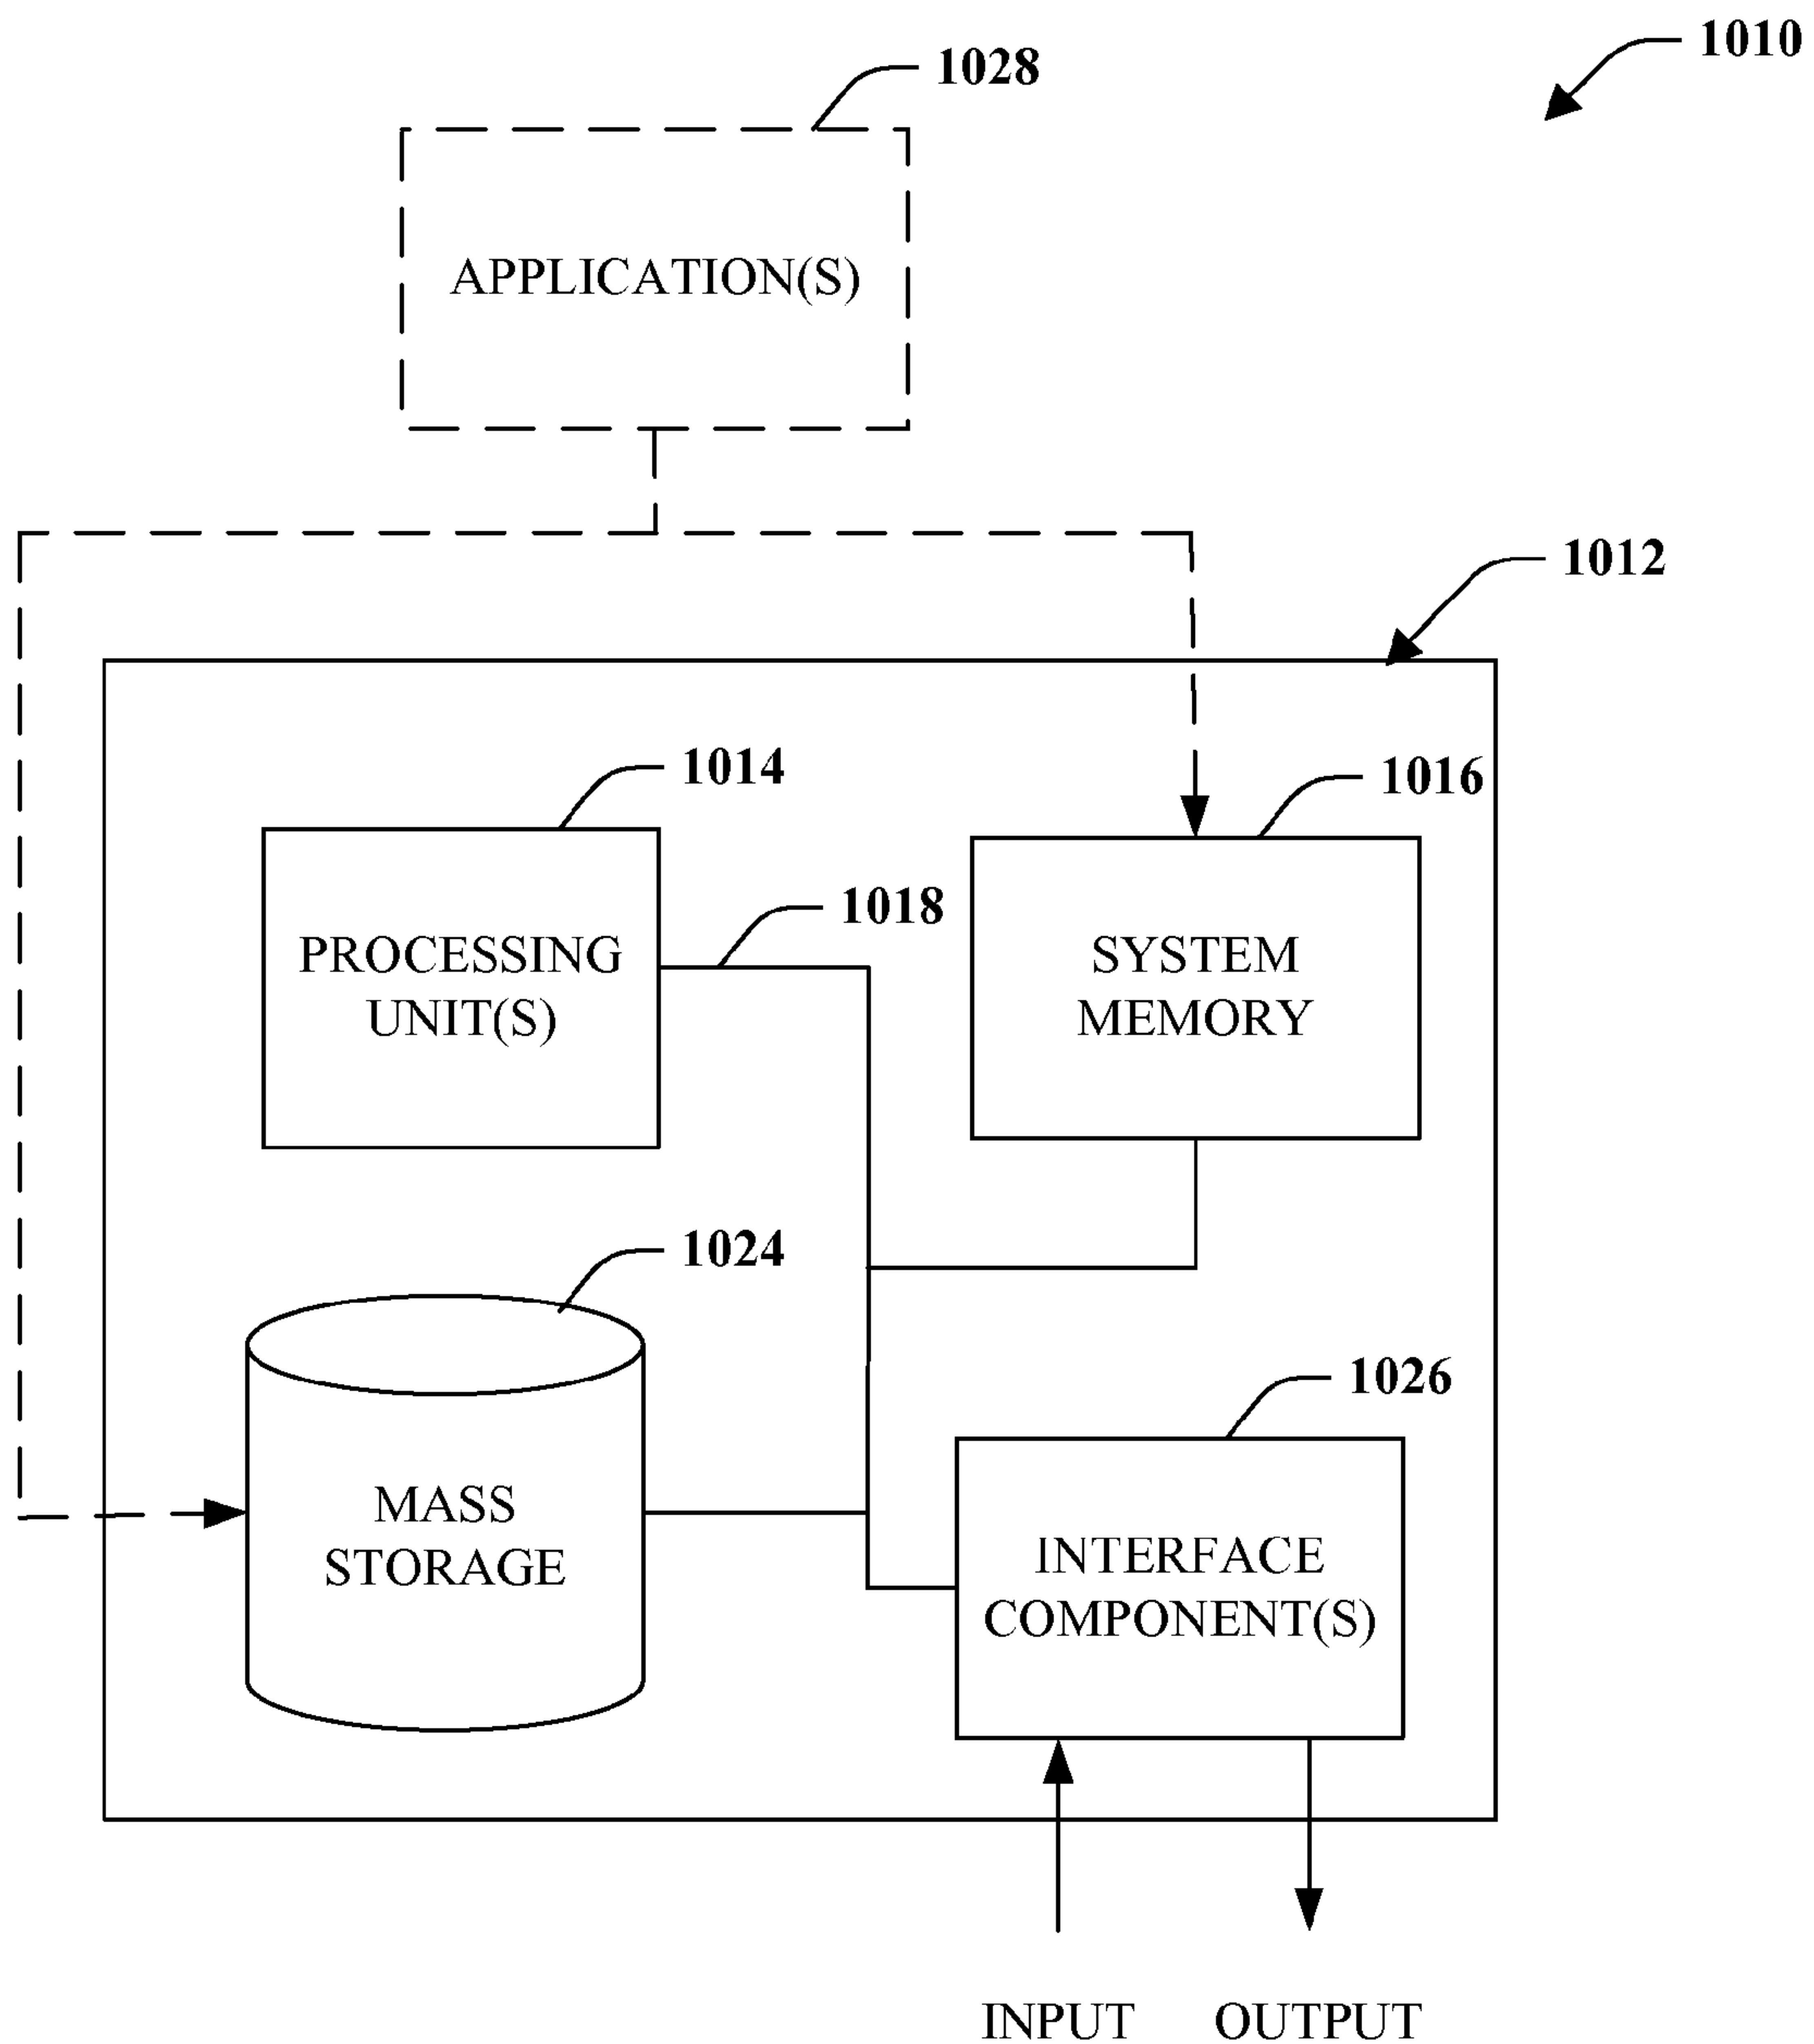 1010
1028
APPLICATION(S)
1012
1014
1016
1018
PROCESSING
UNIT(S)
SYSTEM
MEMORY
1024
1026
MASS
STORAGE
INTERFACE
COMPONENT(S)
INPUT
OUTPUT